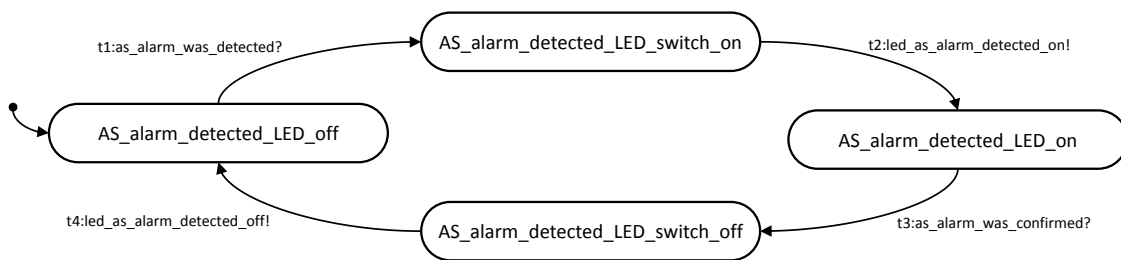 AS_alarm_detected_LED_switch_on
t1:as_alarm_was_detected?
t2:led_as_alarm_detected_on!
AS_alarm_detected_LED_off
AS_alarm_detected_LED_on
t4:led_as_alarm_detected_off!
AS_alarm_detected_LED_switch_off
t3:as_alarm_was_confirmed?